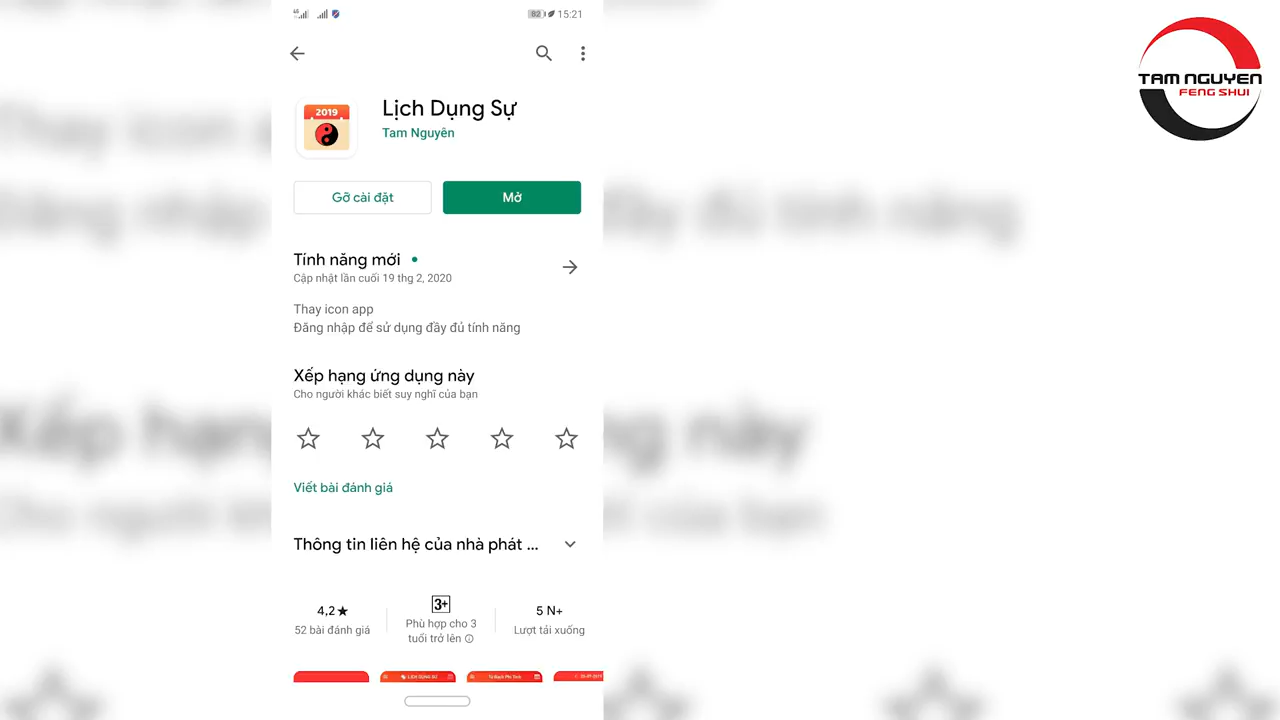 82 15:21
2019
Lịch Dụng Sự
Tam Nguyên
Gỡ cài đặt
Mở
Tính năng mới
Cập nhật lần cuối 19 thg 2, 2020
Thay icon app
Đăng nhập để sử dụng đầy đủ tính năng
Xếp hạng ứng dụng này
Cho người khác biết suy nghĩ của bạn
Viết bài đánh giá
Thông tin liên hệ của nhà phát ...
4,2★
52 bài đánh giá
3+
Phù hợp cho 3
tuổi trở lên
5 N+
Lượt tải xuống
LỊCH DỤNG SỰ
TAM NGUYEN
FENG SHUI